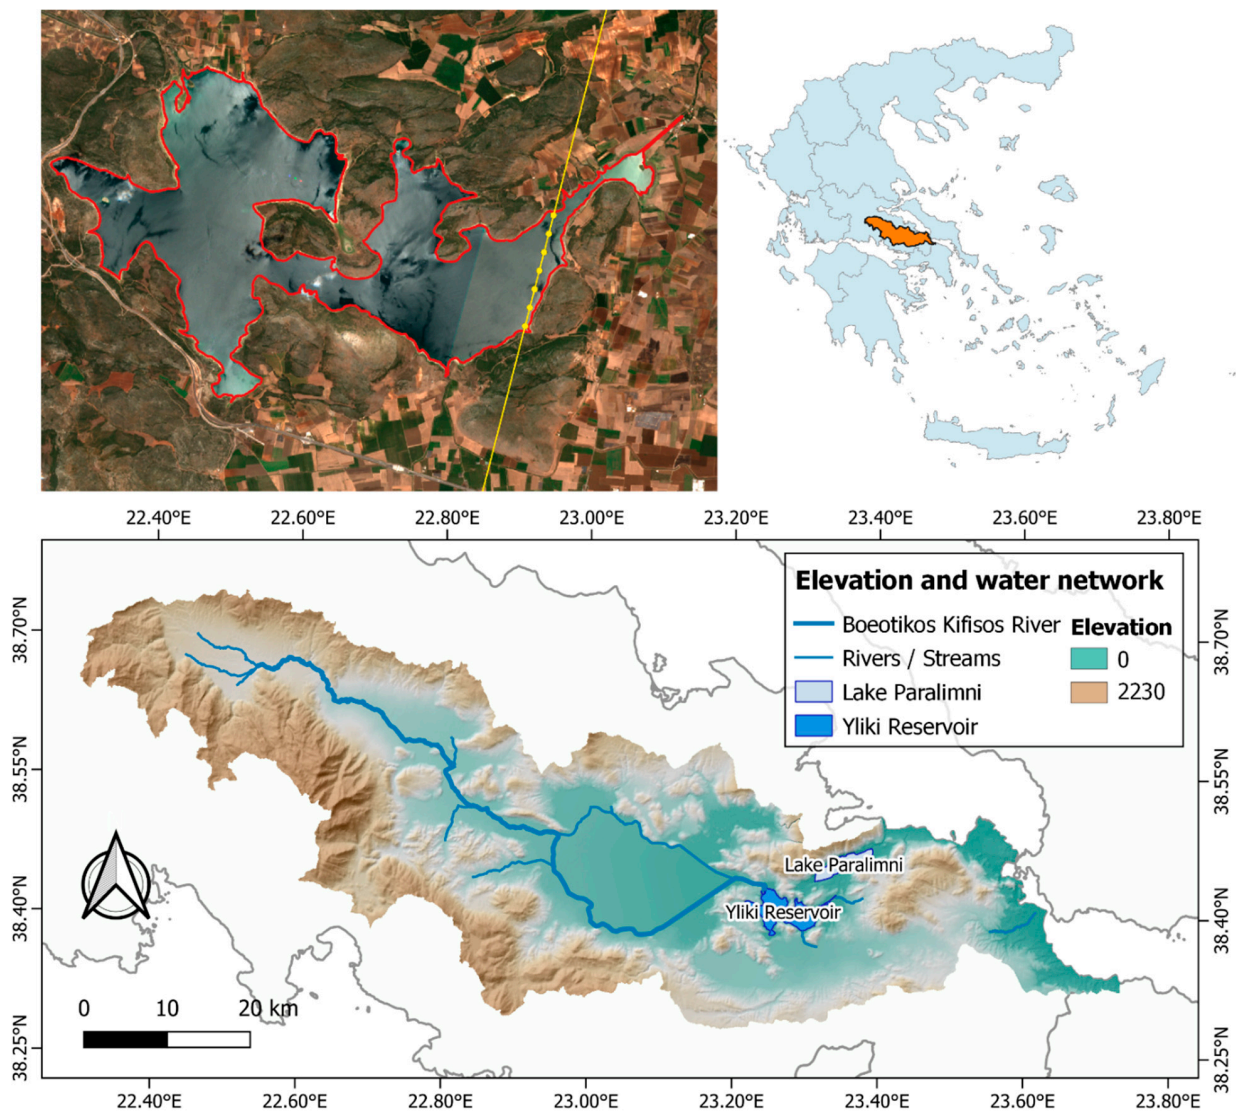 22.40°E 22.60°E 22.80°E 23.00°E 23.20°E 23.40°E 23.60°E 23.80°E
Elevation and water network
Boeotikos Kifisos River
Rivers / Streams
Lake Paralimni
Yliki Reservoir
Elevation
0
2230
38.70°N
38.55°N
38.40°N
38.25°N
38.70°N
38.55°N
38.40°N
38.25°N
Lake Paralimni
Yliki Reservoir
0 10 20 km
22.40°E 22.60°E 22.80°E 23.00°E 23.20°E 23.40°E 23.60°E 23.80°E